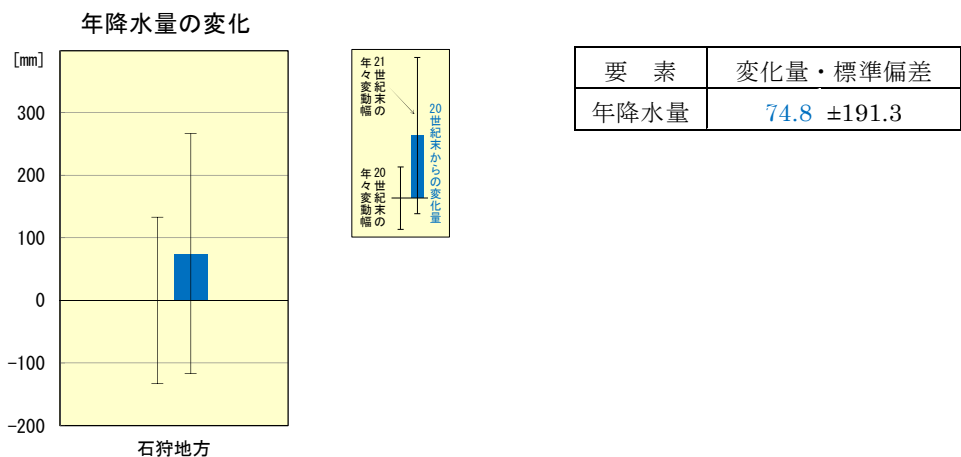 年降水量の変化
[mm]
300
200
100
0
-100
-200
石狩地方
21世紀末の
年々変動幅
20世紀末からの変化量
20世紀末の
年々変動幅
要 素 変化量・標準偏差
年降水量 74.8 ±191.3